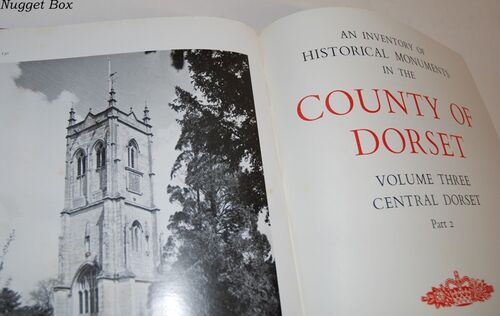 Nugget Box
AN INVENTORY OF
HISTORICAL MONUMENTS
IN THE
COUNTY OF
DORSET
VOLUME THREE
CENTRAL DORSET
Part 2